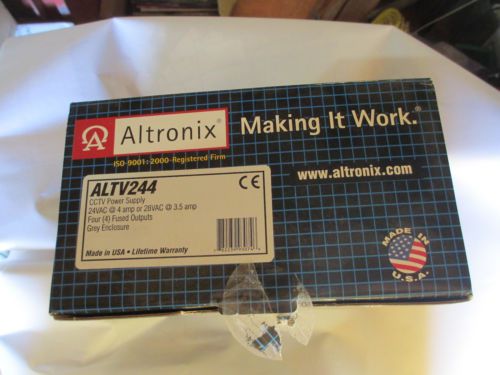 Altronix®
Making It Work.®
ISO-9001:2000-Registered Firm
www.altronix.com
ALTV244
CE
CCTV Power Supply
24VAC @ 4 amp or 28VAC @ 3.5 amp
Four (4) Fused Outputs
Grey Enclosure
Made in USA • Lifetime Warranty
MADE IN
U.S.A.